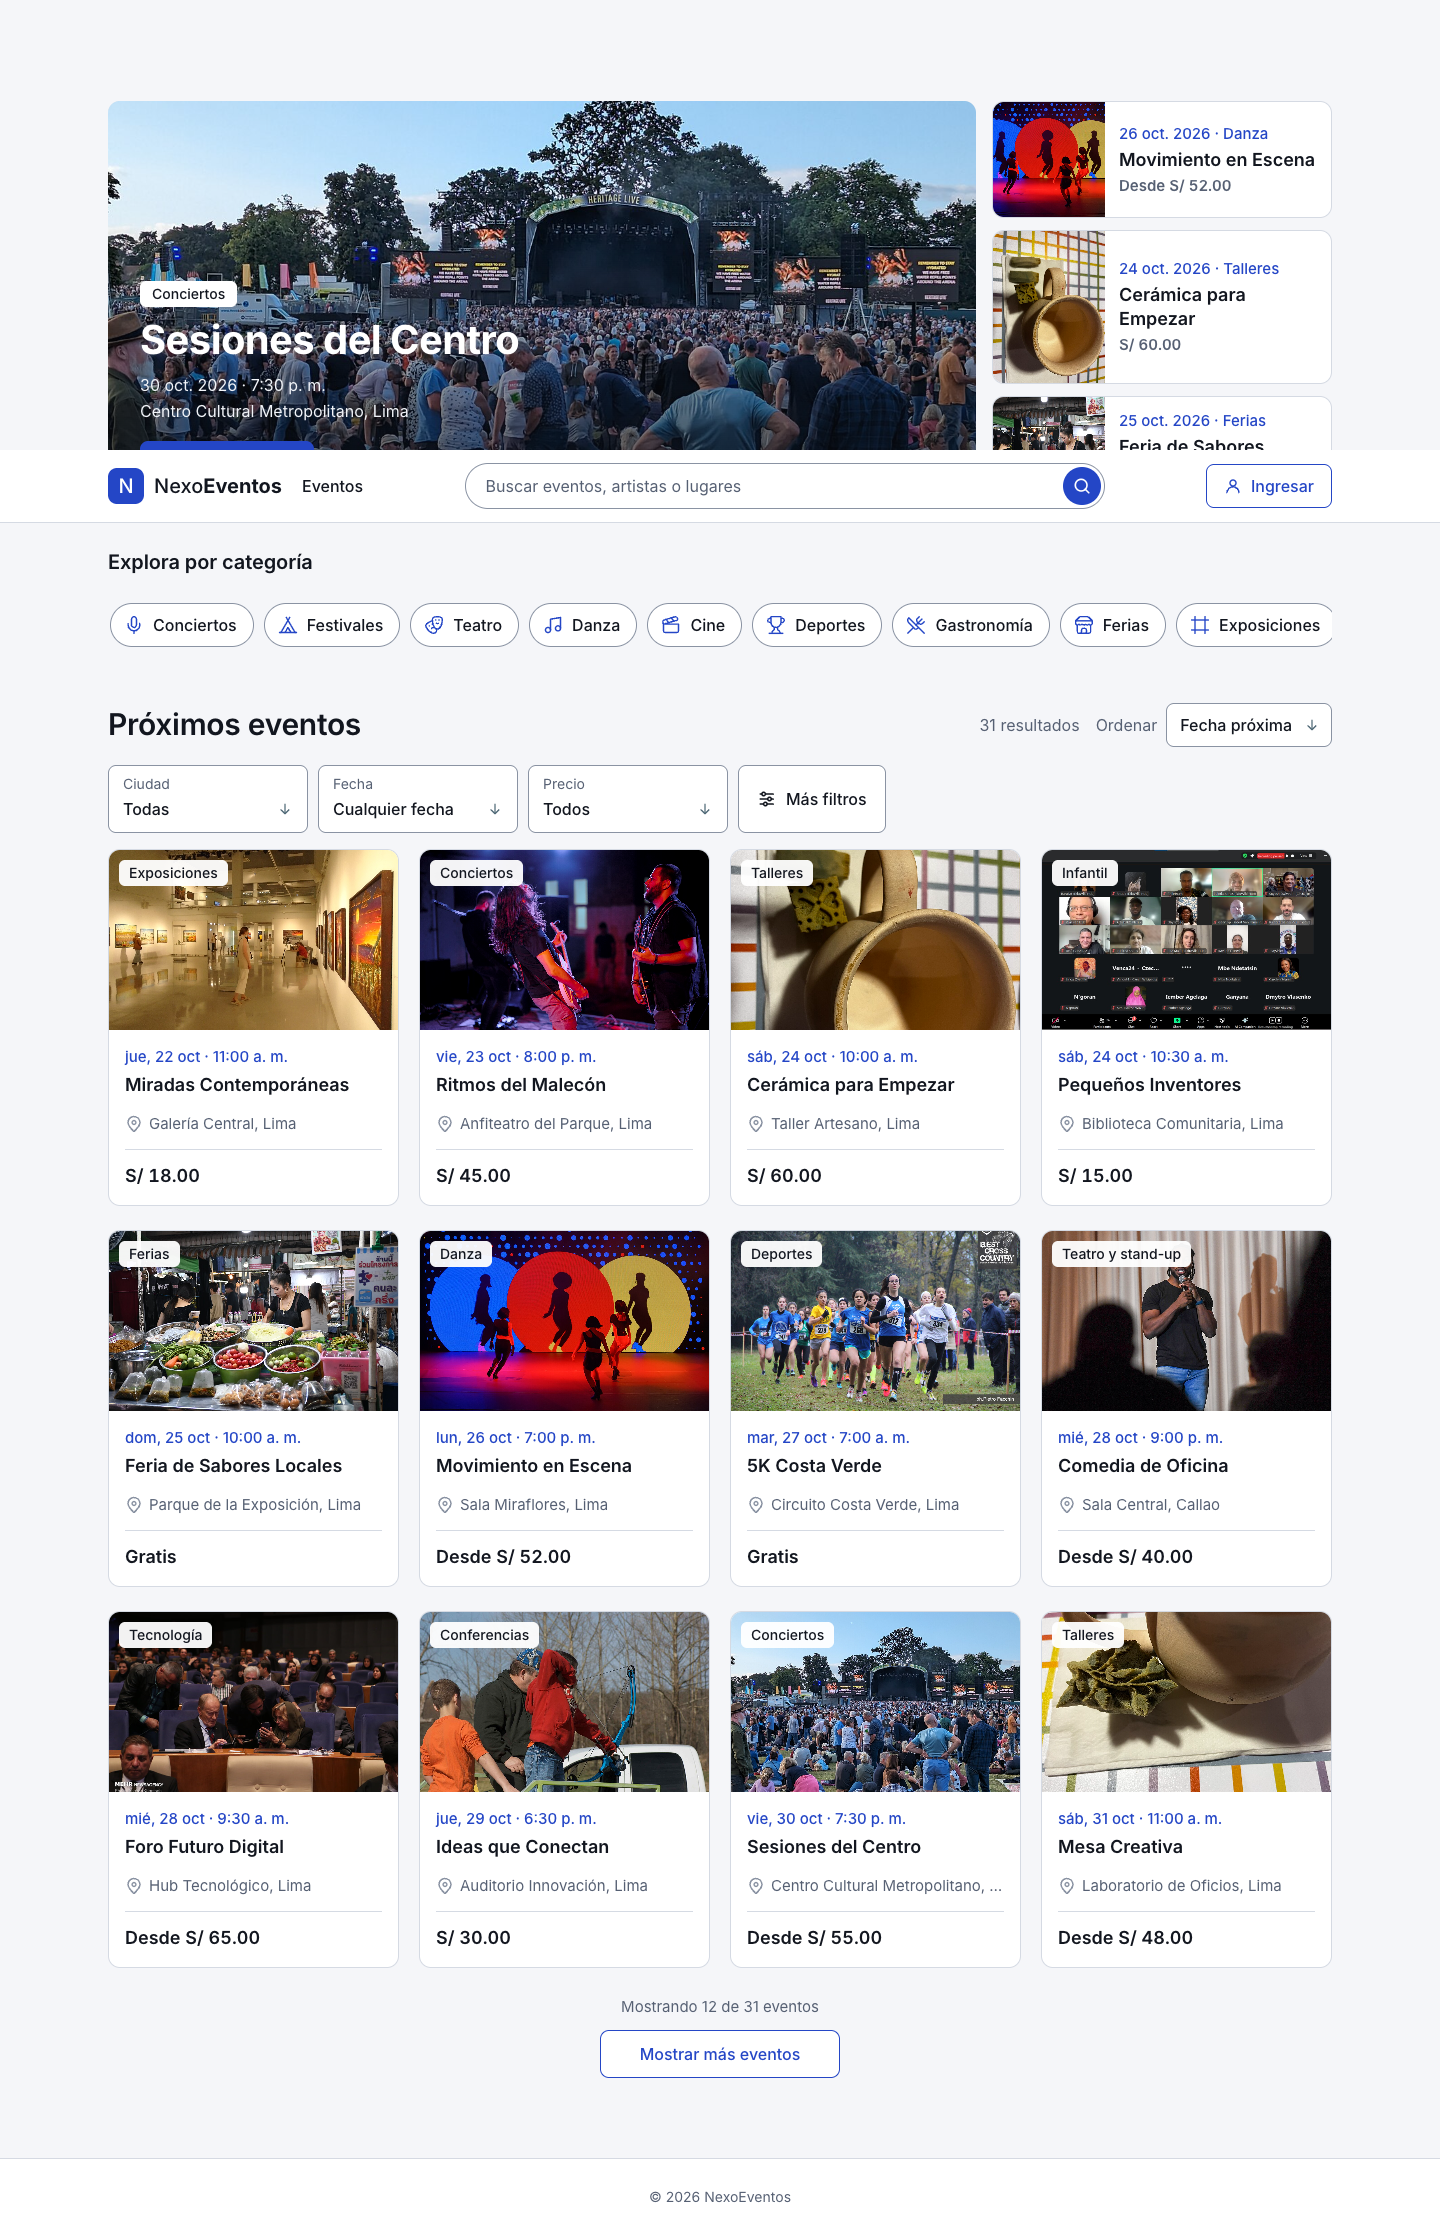 HERITAGE LIVE
Conciertos
Sesiones del Centro
30 oct. 2026 · 7:30 p. m.
Centro Cultural Metropolitano, Lima
26 oct. 2026 · Danza
Movimiento en Escena
Desde S/ 52.00
24 oct. 2026 · Talleres
Cerámica para
Empezar
S/ 60.00
25 oct. 2026 · Ferias
Feria de Sabores
N NexoEventos
Eventos
Buscar eventos, artistas o lugares
Ingresar
Explora por categoría
Conciertos
Festivales
Teatro
Danza
Cine
Deportes
Gastronomía
Ferias
Exposiciones
Próximos eventos
31 resultados
Ordenar
Fecha próxima
Ciudad
Todas
Fecha
Cualquier fecha
Precio
Todos
Más filtros
Exposiciones
jue, 22 oct · 11:00 a. m.
Miradas Contemporáneas
Galería Central, Lima
S/ 18.00
Conciertos
vie, 23 oct · 8:00 p. m.
Ritmos del Malecón
Anfiteatro del Parque, Lima
S/ 45.00
Talleres
sáb, 24 oct · 10:00 a. m.
Cerámica para Empezar
Taller Artesano, Lima
S/ 60.00
Infantil
sáb, 24 oct · 10:30 a. m.
Pequeños Inventores
Biblioteca Comunitaria, Lima
S/ 15.00
Ferias
dom, 25 oct · 10:00 a. m.
Feria de Sabores Locales
Parque de la Exposición, Lima
Gratis
Danza
lun, 26 oct · 7:00 p. m.
Movimiento en Escena
Sala Miraflores, Lima
Desde S/ 52.00
Deportes
mar, 27 oct · 7:00 a. m.
5K Costa Verde
Circuito Costa Verde, Lima
Gratis
Teatro y stand-up
mié, 28 oct · 9:00 p. m.
Comedia de Oficina
Sala Central, Callao
Desde S/ 40.00
Tecnología
mié, 28 oct · 9:30 a. m.
Foro Futuro Digital
Hub Tecnológico, Lima
Desde S/ 65.00
Conferencias
jue, 29 oct · 6:30 p. m.
Ideas que Conectan
Auditorio Innovación, Lima
S/ 30.00
Conciertos
vie, 30 oct · 7:30 p. m.
Sesiones del Centro
Centro Cultural Metropolitano, ...
Desde S/ 55.00
Talleres
sáb, 31 oct · 11:00 a. m.
Mesa Creativa
Laboratorio de Oficios, Lima
Desde S/ 48.00
Mostrando 12 de 31 eventos
Mostrar más eventos
© 2026 NexoEventos